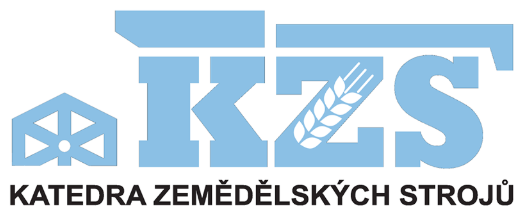 KZS
KATEDRA ZEMĚDĚLSKÝCH STROJŮ